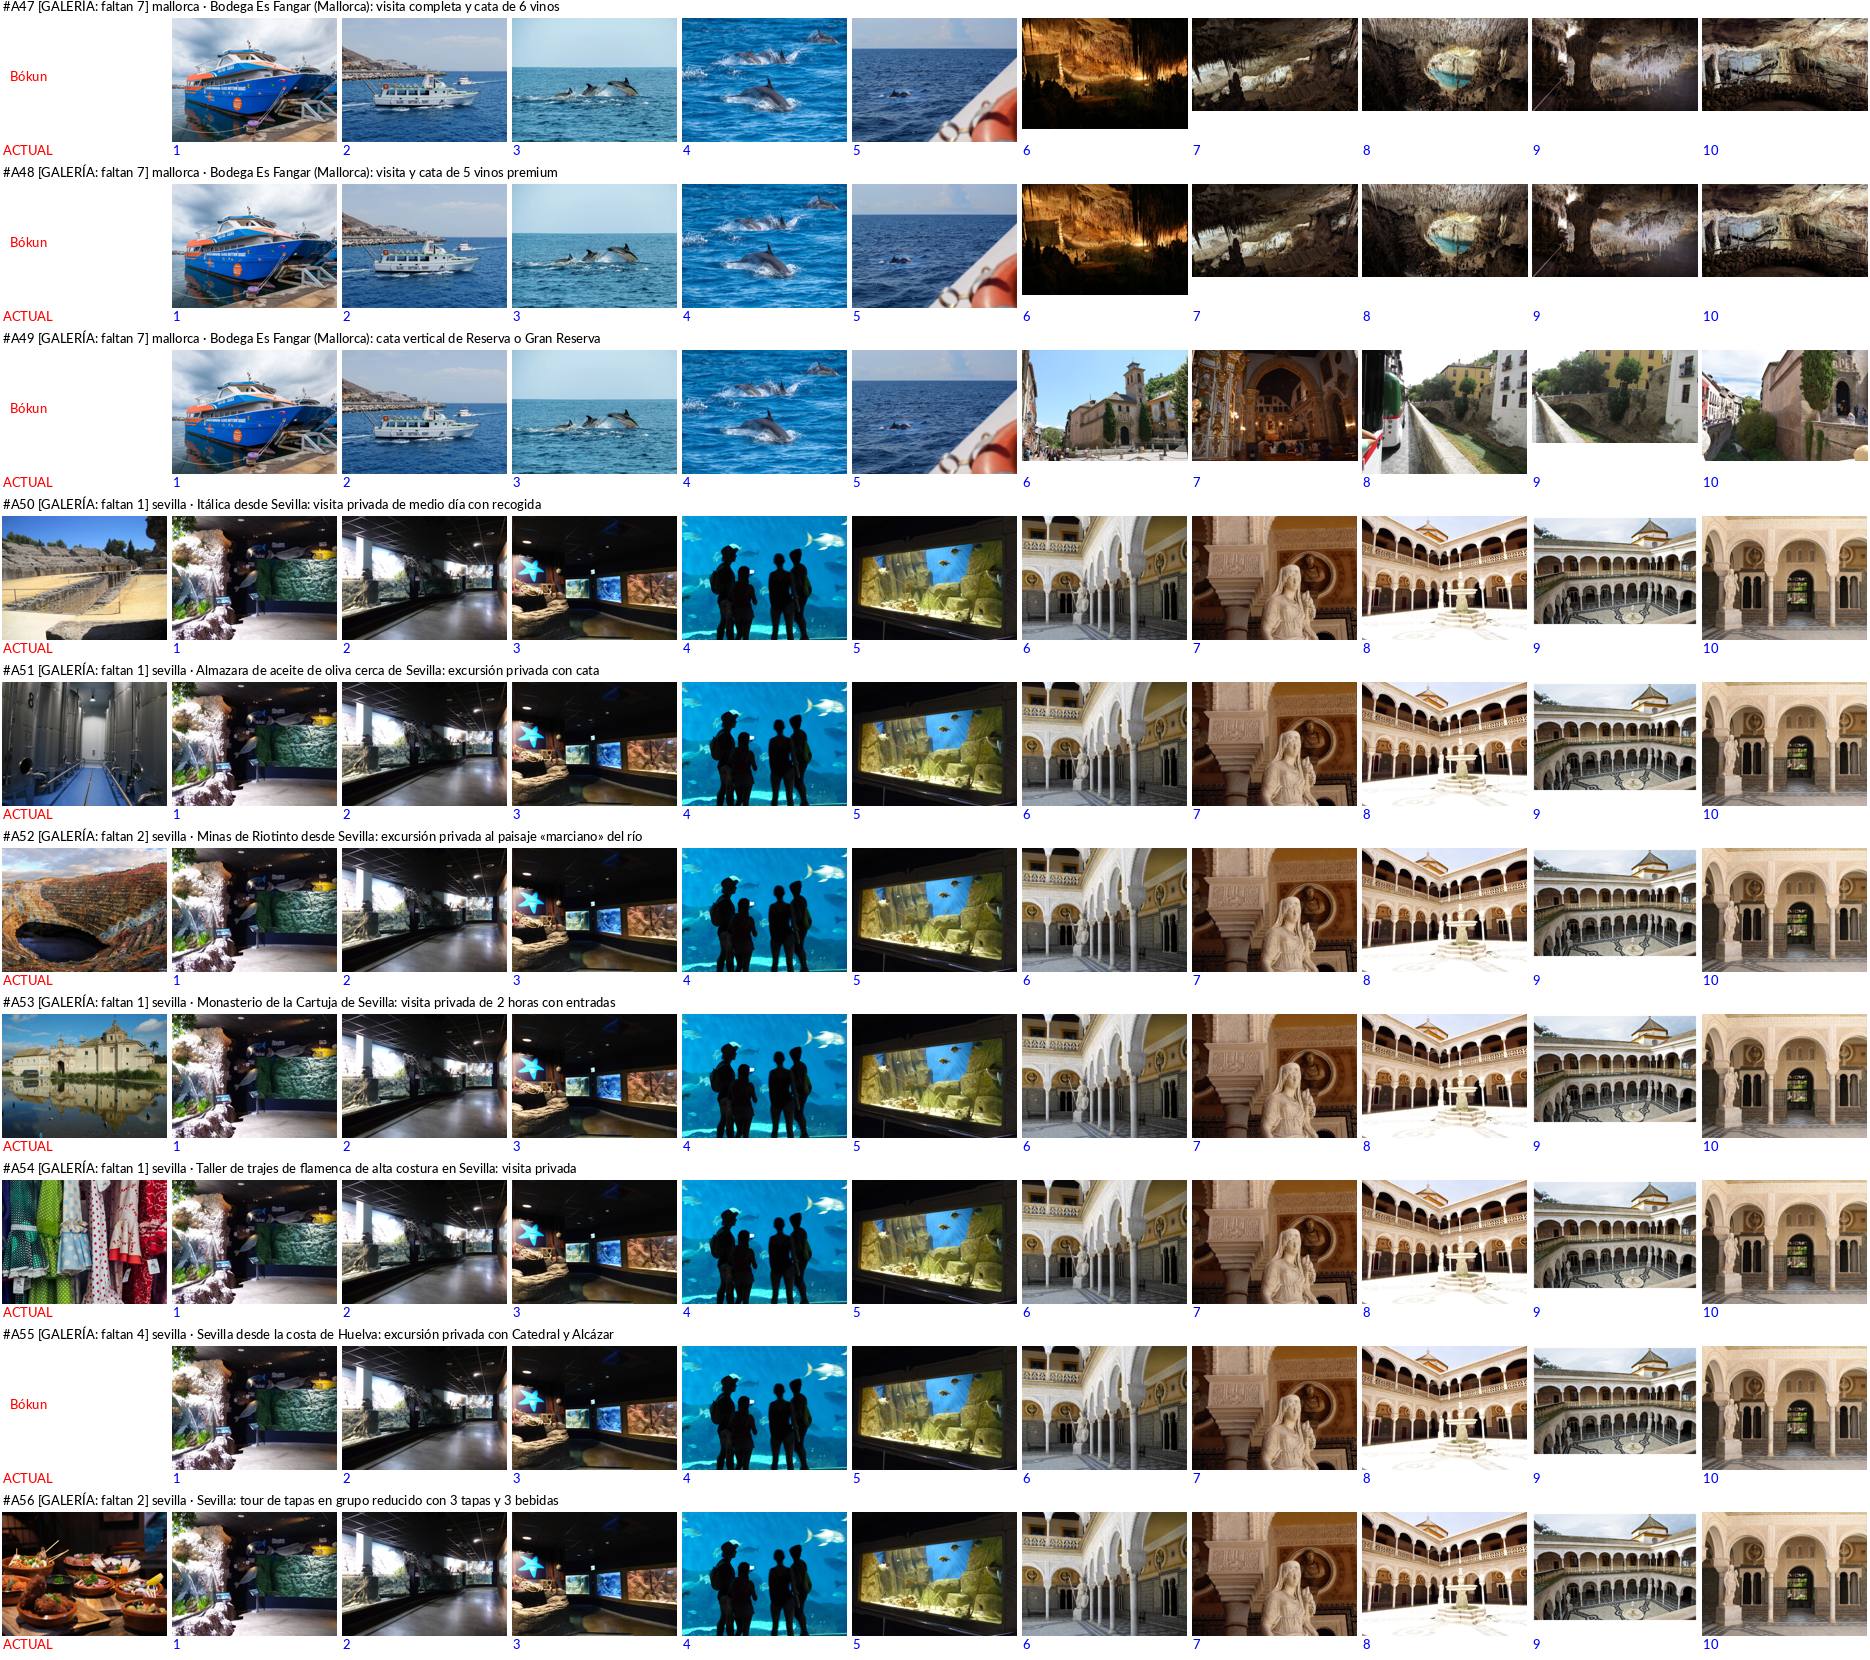 #A47 [GALERÍA: faltan 7] mallorca · Bodega Es Fangar (Mallorca): visita completa y cata de 6 vinos
Bókun
ACTUAL 1 2 3 4 5 6 7 8 9 10
#A48 [GALERÍA: faltan 7] mallorca · Bodega Es Fangar (Mallorca): visita y cata de 5 vinos premium
Bókun
ACTUAL 1 2 3 4 5 6 7 8 9 10
#A49 [GALERÍA: faltan 7] mallorca · Bodega Es Fangar (Mallorca): cata vertical de Reserva o Gran Reserva
Bókun
ACTUAL 1 2 3 4 5 6 7 8 9 10
#A50 [GALERÍA: faltan 1] sevilla · Itálica desde Sevilla: visita privada de medio día con recogida
ACTUAL 1 2 3 4 5 6 7 8 9 10
#A51 [GALERÍA: faltan 1] sevilla · Almazara de aceite de oliva cerca de Sevilla: excursión privada con cata
ACTUAL 1 2 3 4 5 6 7 8 9 10
#A52 [GALERÍA: faltan 2] sevilla · Minas de Riotinto desde Sevilla: excursión privada al paisaje «marciano» del río
ACTUAL 1 2 3 4 5 6 7 8 9 10
#A53 [GALERÍA: faltan 1] sevilla · Monasterio de la Cartuja de Sevilla: visita privada de 2 horas con entradas
ACTUAL 1 2 3 4 5 6 7 8 9 10
#A54 [GALERÍA: faltan 1] sevilla · Taller de trajes de flamenca de alta costura en Sevilla: visita privada
ACTUAL 1 2 3 4 5 6 7 8 9 10
#A55 [GALERÍA: faltan 4] sevilla · Sevilla desde la costa de Huelva: excursión privada con Catedral y Alcázar
Bókun
ACTUAL 1 2 3 4 5 6 7 8 9 10
#A56 [GALERÍA: faltan 2] sevilla · Sevilla: tour de tapas en grupo reducido con 3 tapas y 3 bebidas
ACTUAL 1 2 3 4 5 6 7 8 9 10